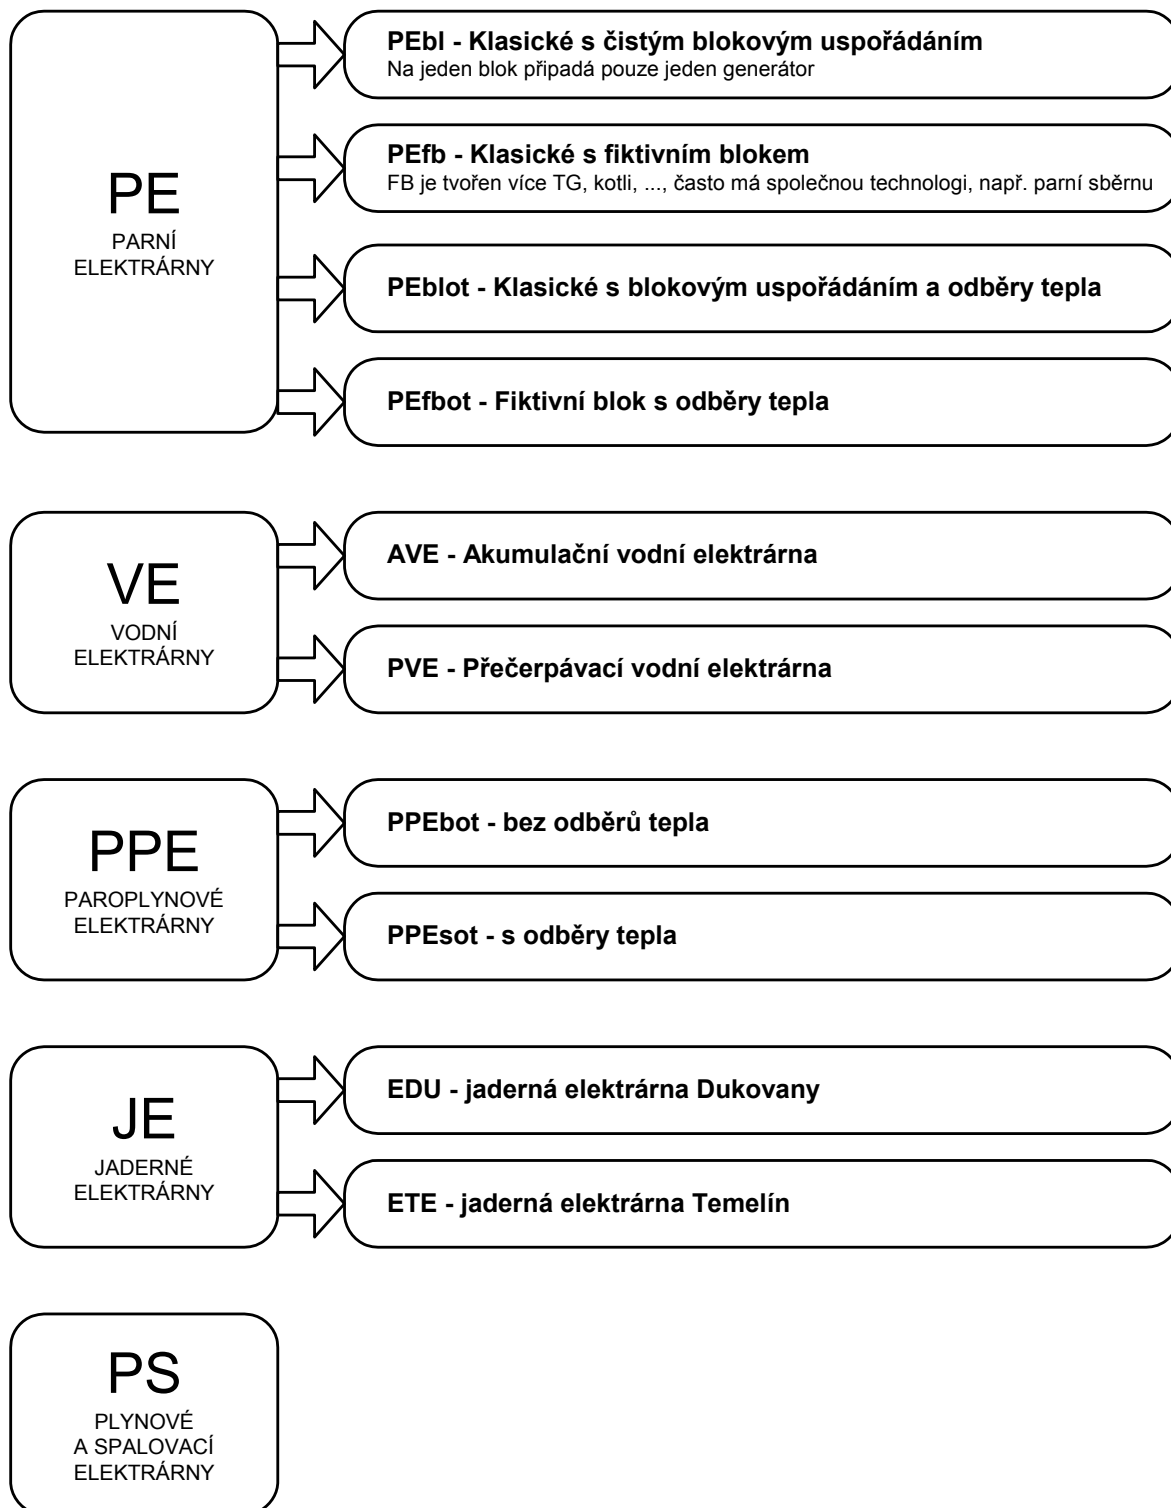 PE
PARNÍ
ELEKTRÁRNY
PEbl - Klasické s čistým blokovým uspořádáním
Na jeden blok připadá pouze jeden generátor
PEfb - Klasické s fiktivním blokem
FB je tvořen více TG, kotli, ..., často má společnou technologi, např. parní sběrnu
PEblot - Klasické s blokovým uspořádáním a odběry tepla
PEfbot - Fiktivní blok s odběry tepla
VE
VODNÍ
ELEKTRÁRNY
AVE - Akumulační vodní elektrárna
PVE - Přečerpávací vodní elektrárna
PPE
PAROPLYNOVÉ
ELEKTRÁRNY
PPEbot - bez odběrů tepla
PPEsot - s odběry tepla
JE
JADERNÉ
ELEKTRÁRNY
EDU - jaderná elektrárna Dukovany
ETE - jaderná elektrárna Temelín
PS
PLYNOVÉ
A SPALOVACÍ
ELEKTRÁRNY